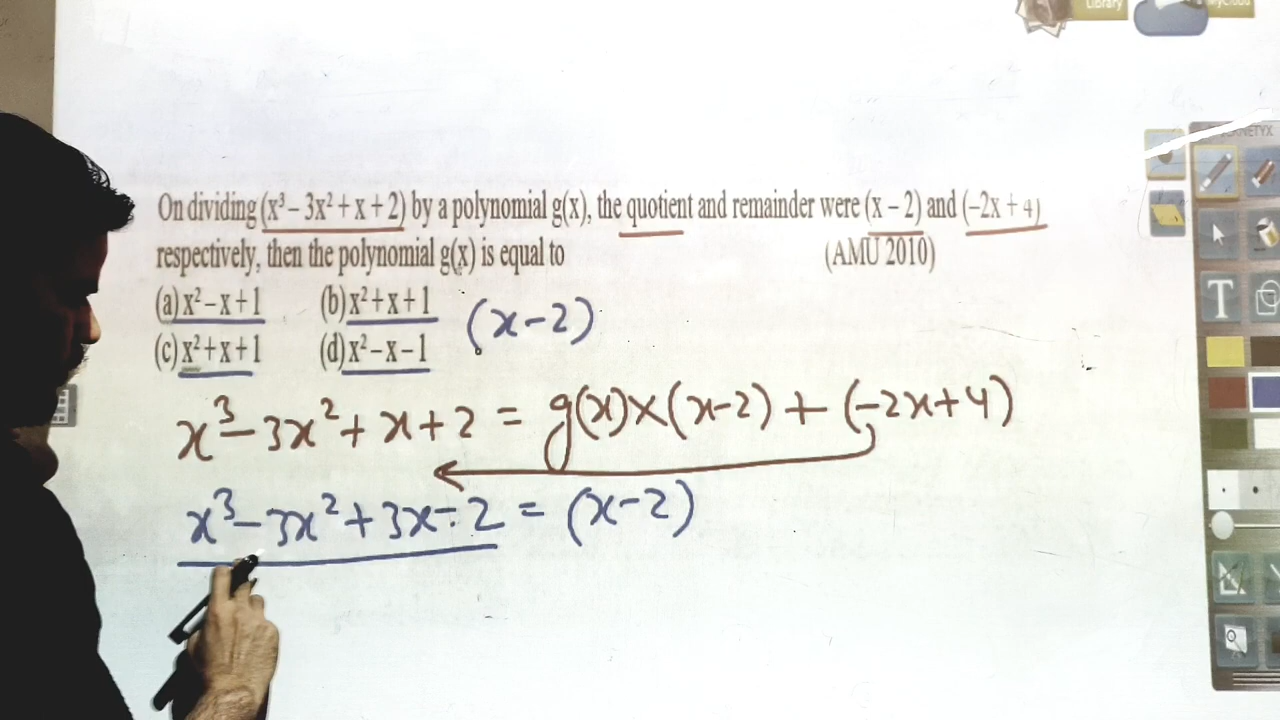 Library
On dividing (x³ – 3x² + x + 2) by a polynomial g(x), the quotient and remainder were (x – 2) and (–2x + 4)
respectively, then the polynomial g(x) is equal to (AMU 2010)
(a) x² – x + 1 (b) x² + x + 1
(c) x² + x + 1 (d) x² – x – 1
(x-2)
x³ - 3x² + x + 2 = g(x) × (x-2) + (-2x+4)
x³ - 3x² + 3x - 2 = (x-2)
T